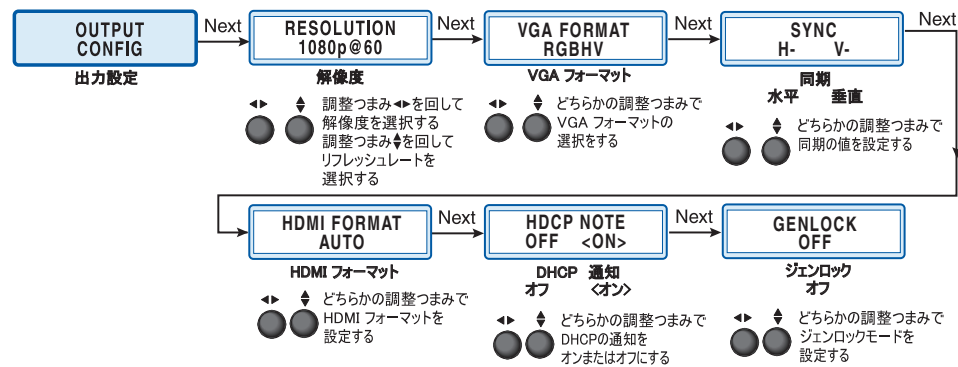 OUTPUT
CONFIG
出力設定
Next
RESOLUTION
1080p@60
解像度
調整つまみ◂▸を回して
解像度を選択する
調整つまみ♦を回して
リフレッシュレートを
選択する
Next
VGA FORMAT
RGBHV
VGA フォーマット
どちらかの調整つまみで
VGA フォーマットの
選択をする
Next
SYNC
H- V-
同期
水平 垂直
どちらかの調整つまみで
同期の値を設定する
Next
HDMI FORMAT
AUTO
HDMI フォーマット
どちらかの調整つまみで
HDMI フォーマットを
設定する
Next
HDCP NOTE
OFF <ON>
DHCP 通知
オフ <オン>
どちらかの調整つまみで
DHCPの通知を
オンまたはオフにする
Next
GENLOCK
OFF
ジェンロック
オフ
どちらかの調整つまみで
ジェンロックモードを
設定する